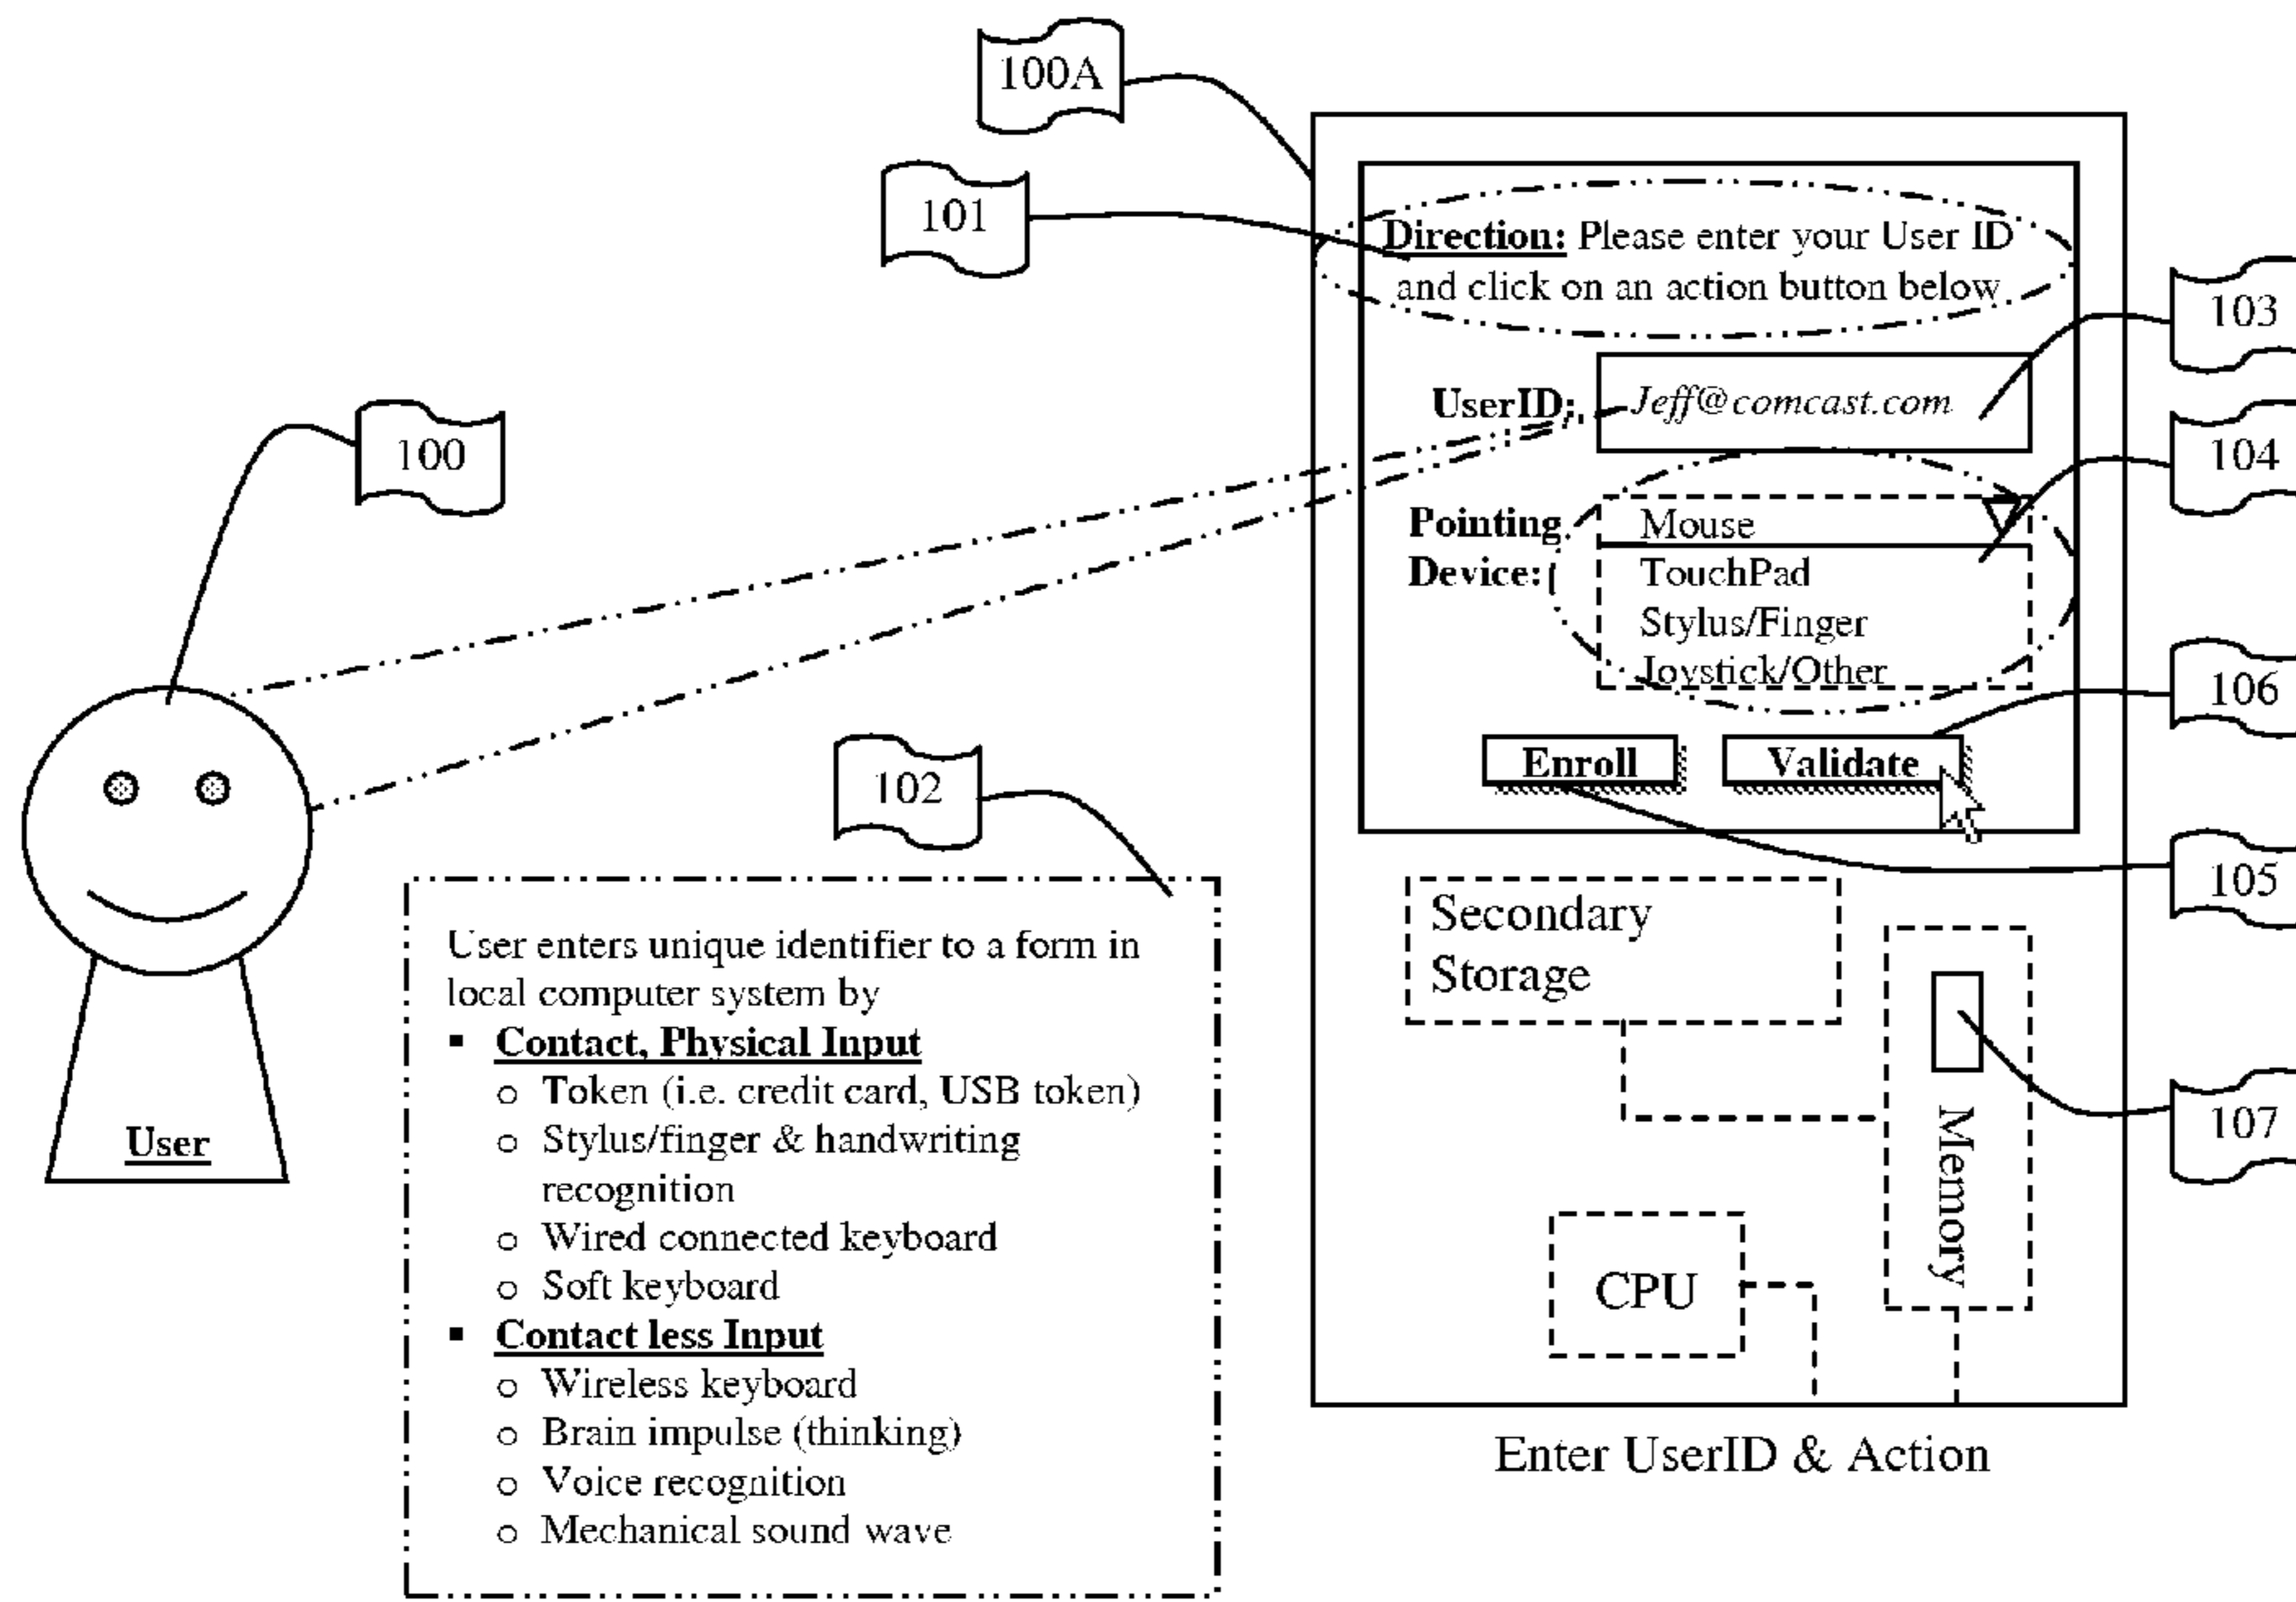 100A
101
Direction: Please enter your User ID
and click on an action button below
103
UserID:
Jeff@comcast.com
104
100
Pointing
Device:
Mouse
TouchPad
Stylus/Finger
Joystick/Other
106
Enroll
Validate
102
105
User enters unique identifier to a form in
local computer system by
▪ Contact, Physical Input
o Token (i.e. credit card, USB token)
o Stylus/finger & handwriting
recognition
o Wired connected keyboard
o Soft keyboard
▪ Contact less Input
o Wireless keyboard
o Brain impulse (thinking)
o Voice recognition
o Mechanical sound wave
User
Secondary
Storage
107
Memory
CPU
Enter UserID & Action